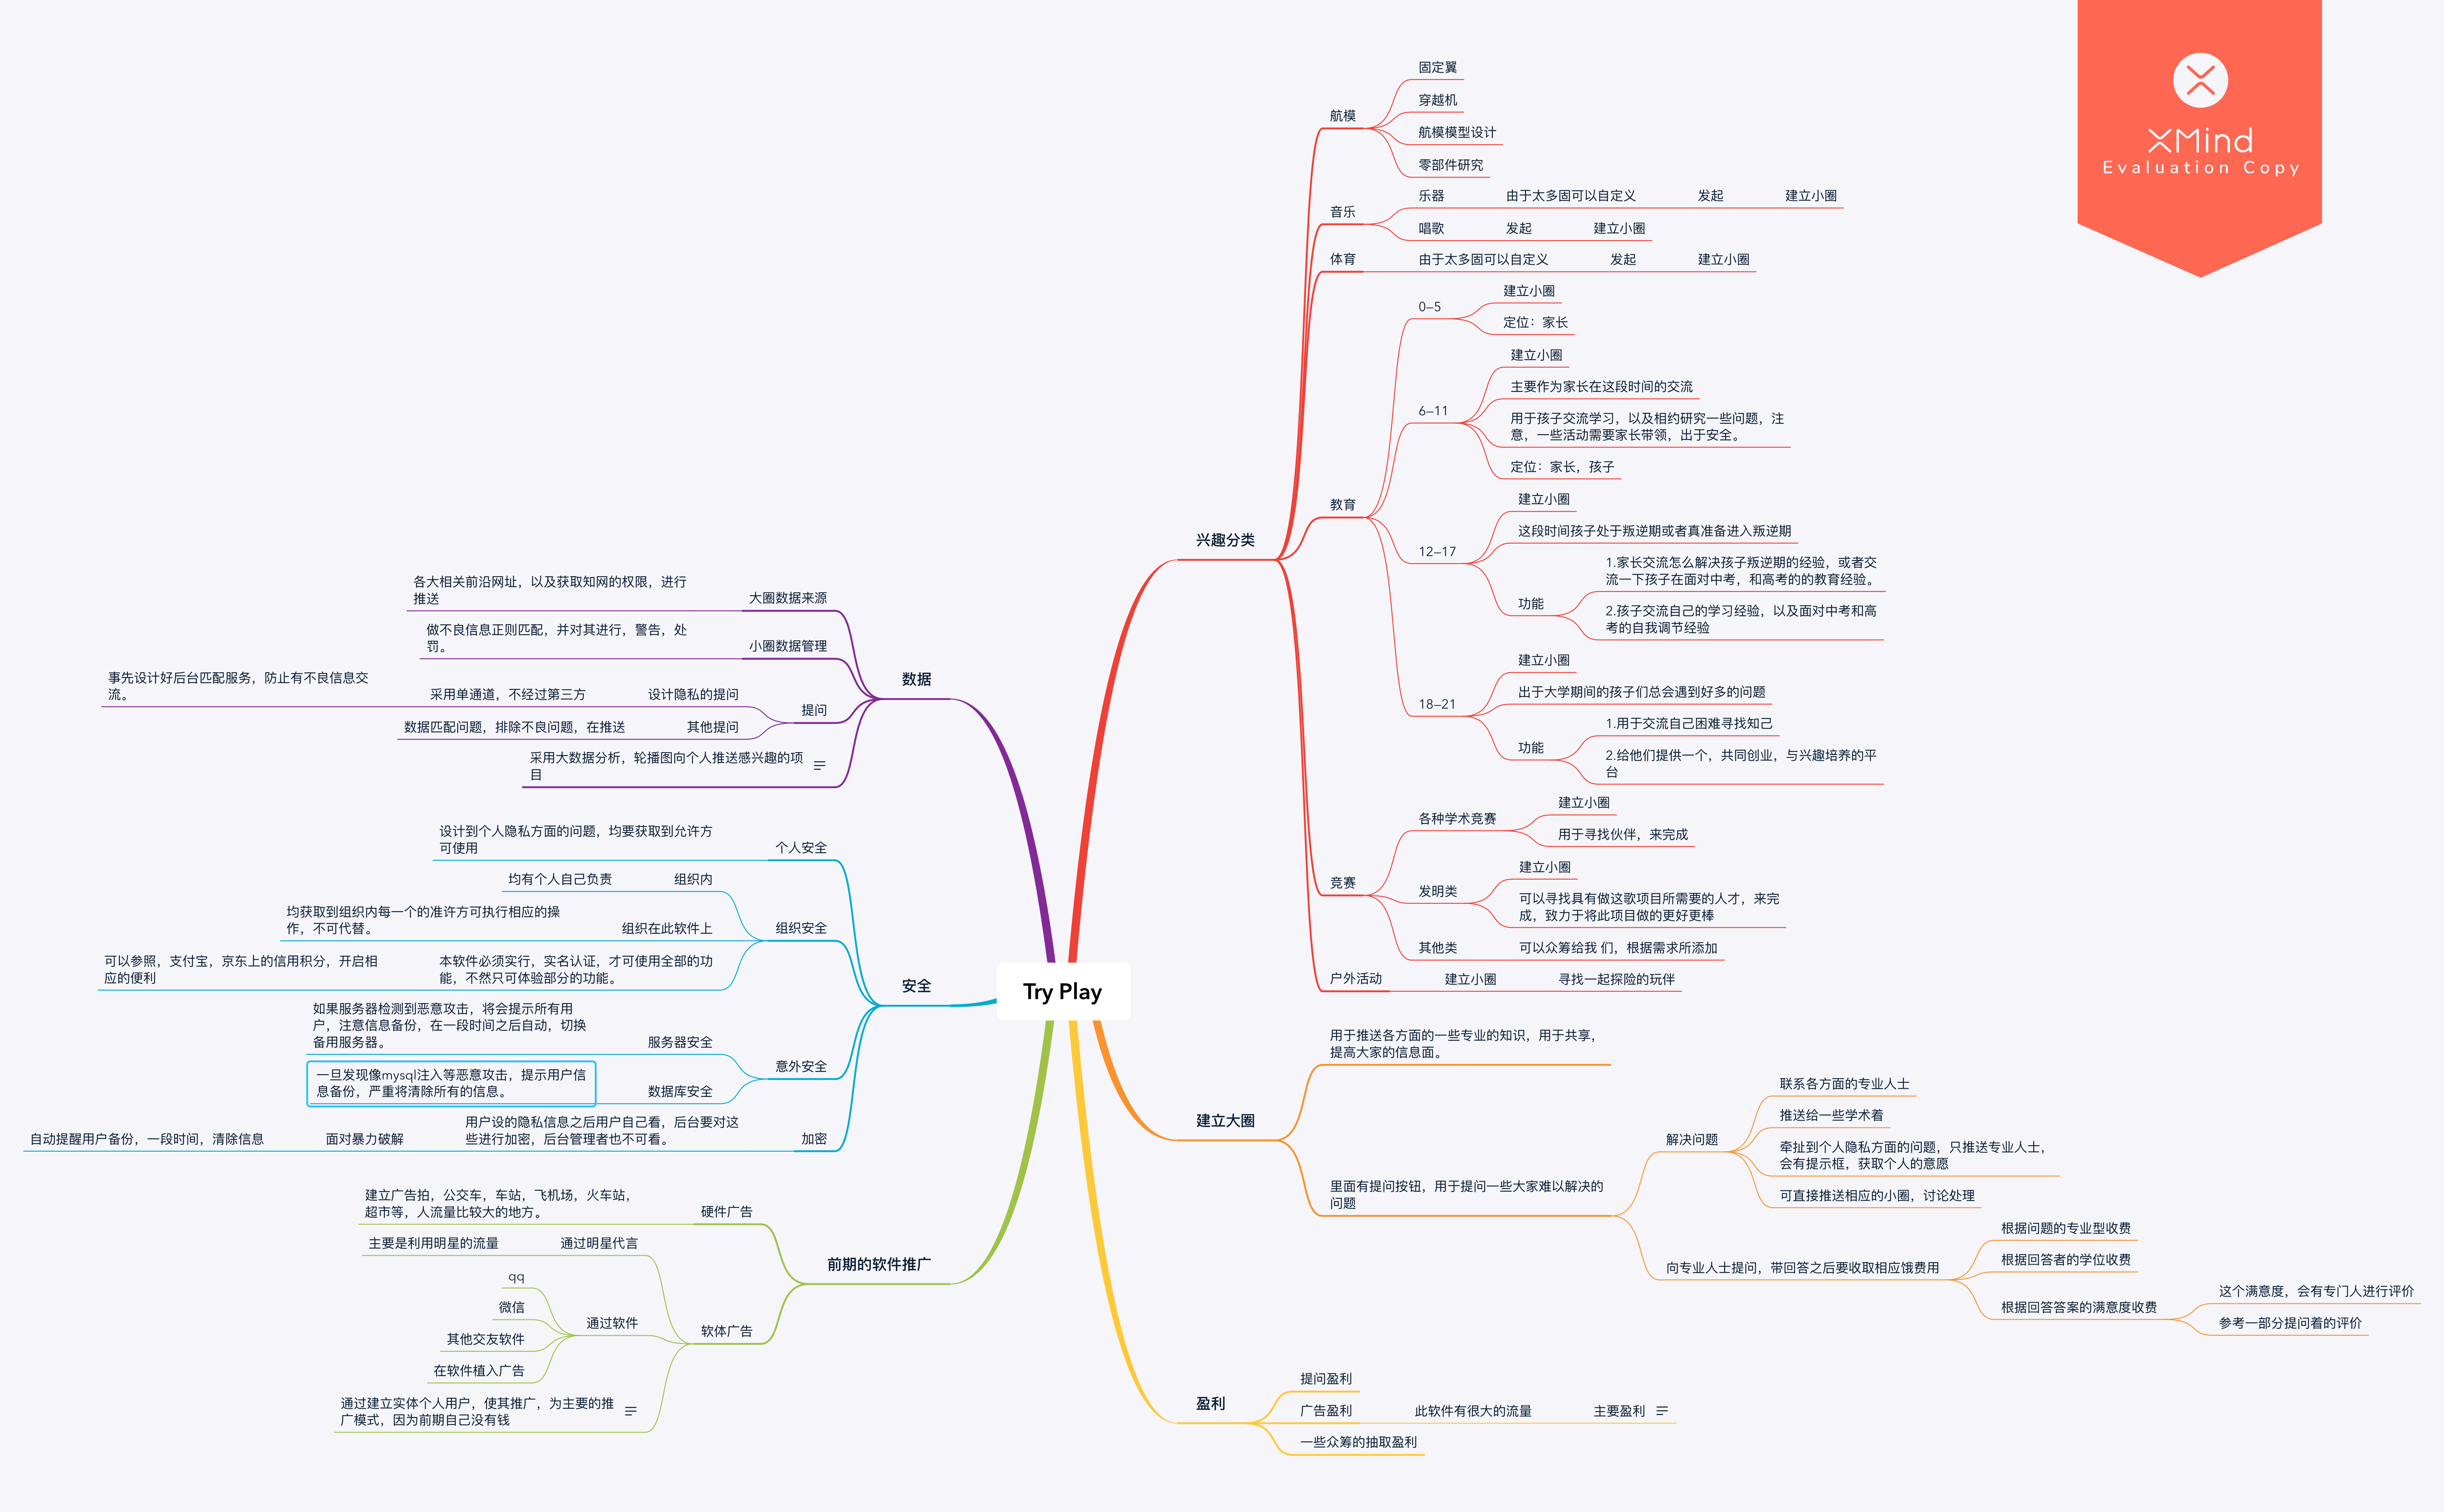 XMind
Evaluation Copy
Try Play
兴趣分类
航模
固定翼
穿越机
航模模型设计
零部件研究
音乐
乐器
由于太多固可以自定义
发起
建立小圈
唱歌
发起
建立小圈
体育
由于太多固可以自定义
发起
建立小圈
教育
0–5
建立小圈
定位：家长
6–11
建立小圈
主要作为家长在这段时间的交流
用于孩子交流学习，以及相约研究一些问题，注
意，一些活动需要家长带领，出于安全。
定位：家长，孩子
12–17
建立小圈
这段时间孩子处于叛逆期或者真准备进入叛逆期
功能
1.家长交流怎么解决孩子叛逆期的经验，或者交
流一下孩子在面对中考，和高考的的教育经验。
2.孩子交流自己的学习经验，以及面对中考和高
考的自我调节经验
18–21
建立小圈
出于大学期间的孩子们总会遇到好多的问题
功能
1.用于交流自己困难寻找知己
2.给他们提供一个，共同创业，与兴趣培养的平
台
竞赛
各种学术竞赛
建立小圈
用于寻找伙伴，来完成
发明类
建立小圈
可以寻找具有做这歌项目所需要的人才，来完
成，致力于将此项目做的更好更棒
其他类
可以众筹给我 们，根据需求所添加
户外活动
建立小圈
寻找一起探险的玩伴
建立大圈
用于推送各方面的一些专业的知识，用于共享，
提高大家的信息面。
里面有提问按钮，用于提问一些大家难以解决的
问题
解决问题
联系各方面的专业人士
推送给一些学术着
牵扯到个人隐私方面的问题，只推送专业人士，
会有提示框，获取个人的意愿
可直接推送相应的小圈，讨论处理
向专业人士提问，带回答之后要收取相应饿费用
根据问题的专业型收费
根据回答者的学位收费
根据回答答案的满意度收费
这个满意度，会有专门人进行评价
参考一部分提问着的评价
盈利
提问盈利
广告盈利
此软件有很大的流量
主要盈利
一些众筹的抽取盈利
数据
大圈数据来源
各大相关前沿网址，以及获取知网的权限，进行
推送
小圈数据管理
做不良信息正则匹配，并对其进行，警告，处
罚。
提问
设计隐私的提问
采用单通道，不经过第三方
事先设计好后台匹配服务，防止有不良信息交
流。
其他提问
数据匹配问题，排除不良问题，在推送
采用大数据分析，轮播图向个人推送感兴趣的项
目
安全
个人安全
设计到个人隐私方面的问题，均要获取到允许方
可使用
组织安全
组织内
均有个人自己负责
组织在此软件上
均获取到组织内每一个的准许方可执行相应的操
作，不可代替。
本软件必须实行，实名认证，才可使用全部的功
能，不然只可体验部分的功能。
可以参照，支付宝，京东上的信用积分，开启相
应的便利
意外安全
服务器安全
如果服务器检测到恶意攻击，将会提示所有用
户，注意信息备份，在一段时间之后自动，切换
备用服务器。
数据库安全
一旦发现像mysql注入等恶意攻击，提示用户信
息备份，严重将清除所有的信息。
加密
用户设的隐私信息之后用户自己看，后台要对这
些进行加密，后台管理者也不可看。
面对暴力破解
自动提醒用户备份，一段时间，清除信息
前期的软件推广
硬件广告
建立广告拍，公交车，车站，飞机场，火车站，
超市等，人流量比较大的地方。
软体广告
通过明星代言
主要是利用明星的流量
通过软件
qq
微信
其他交友软件
在软件植入广告
通过建立实体个人用户，使其推广，为主要的推
广模式，因为前期自己没有钱